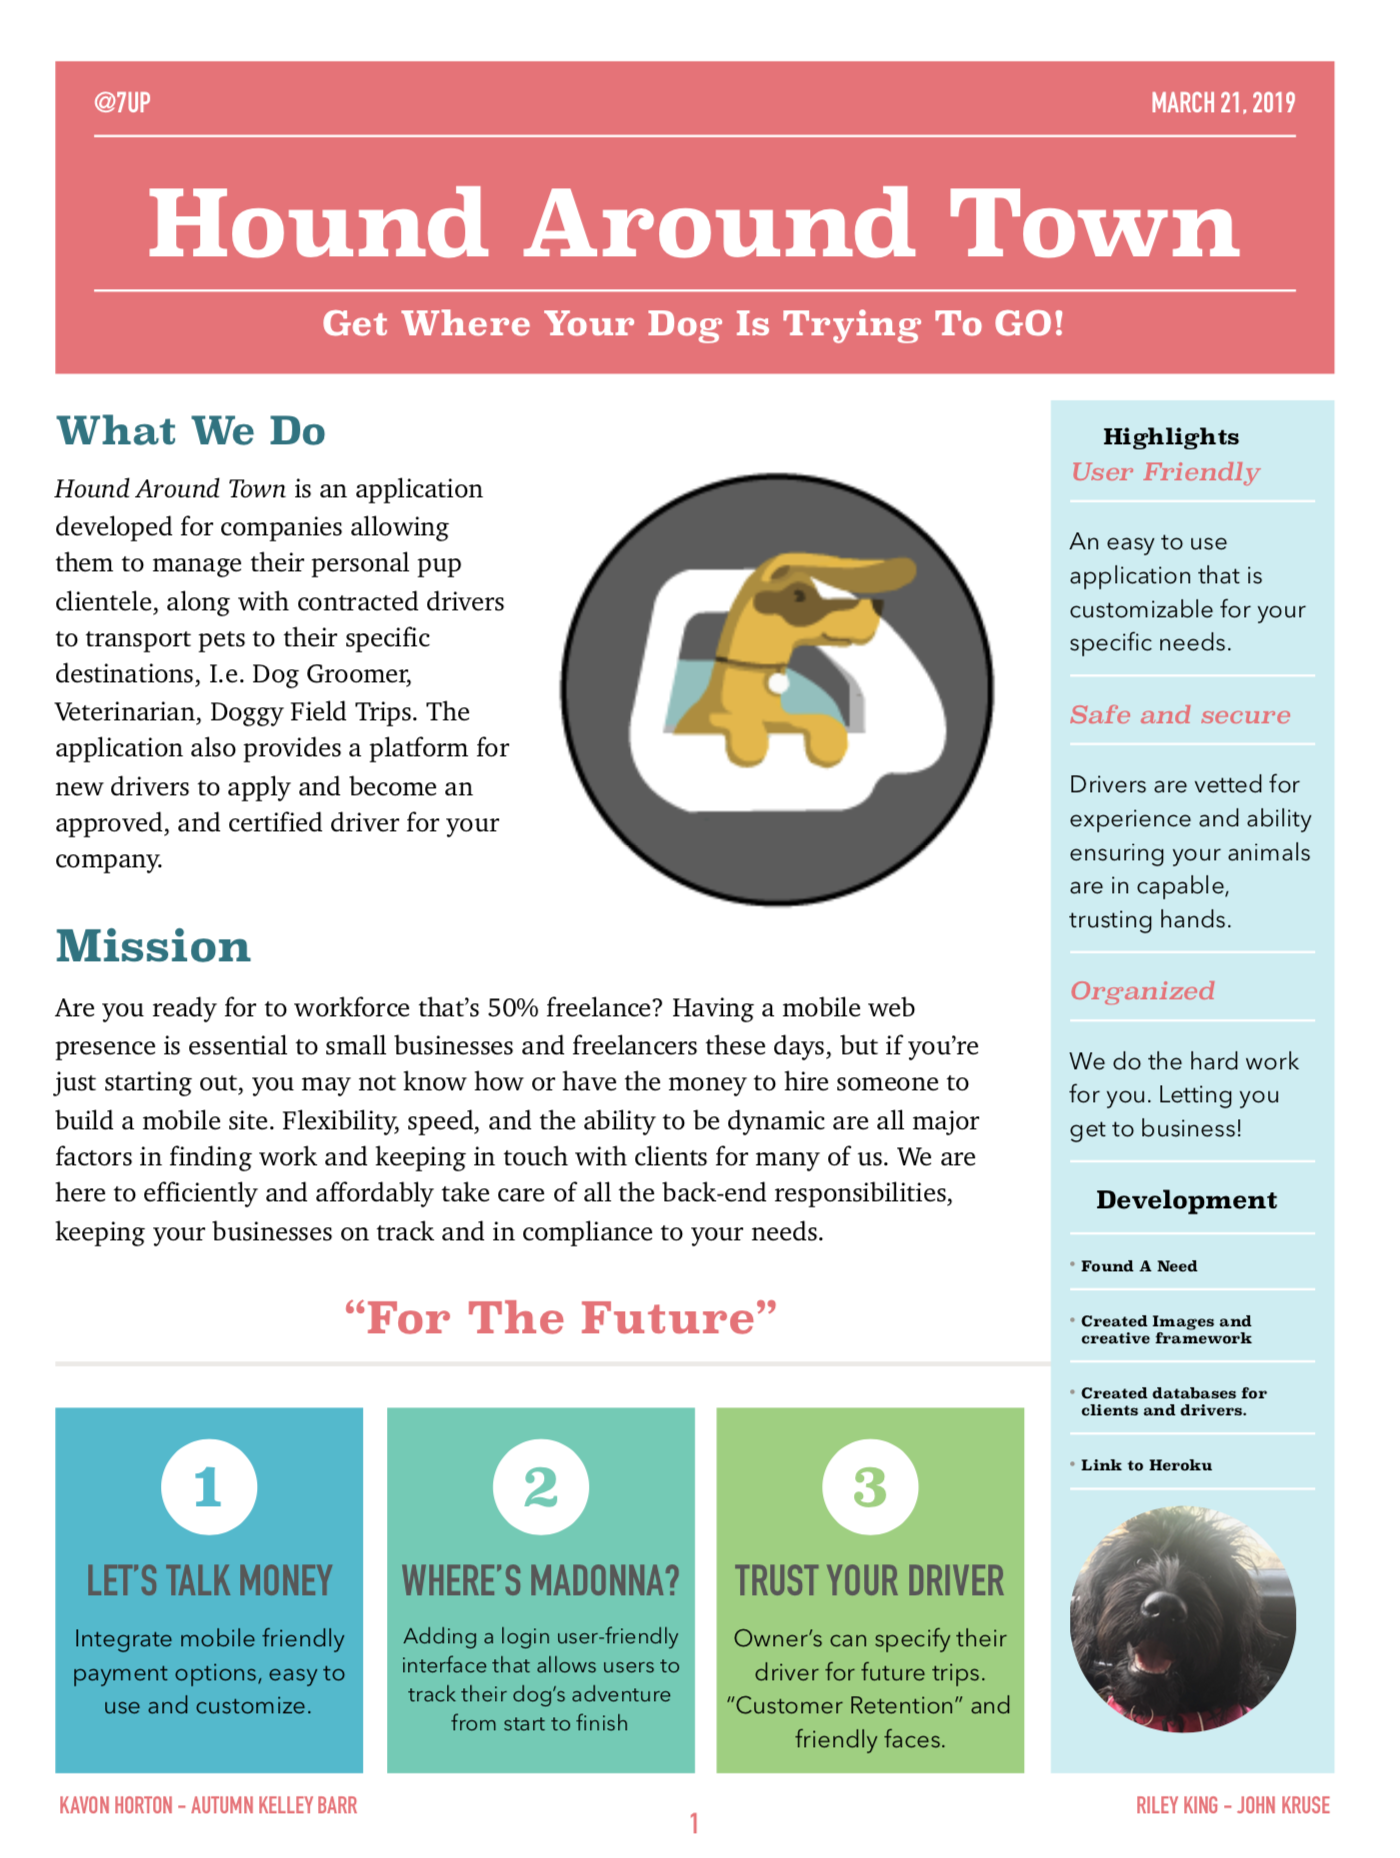 @7UP
MARCH 21, 2019
Hound Around Town
Get Where Your Dog Is Trying To GO!
What We Do
Hound Around Town is an application
developed for companies allowing
them to manage their personal pup
clientele, along with contracted drivers
to transport pets to their specific
destinations, I.e. Dog Groomer,
Veterinarian, Doggy Field Trips. The
application also provides a platform for
new drivers to apply and become an
approved, and certified driver for your
company.
Mission
Are you ready for to workforce that’s 50% freelance? Having a mobile web
presence is essential to small businesses and freelancers these days, but if you’re
just starting out, you may not know how or have the money to hire someone to
build a mobile site. Flexibility, speed, and the ability to be dynamic are all major
factors in finding work and keeping in touch with clients for many of us. We are
here to efficiently and affordably take care of all the back-end responsibilities,
keeping your businesses on track and in compliance to your needs.
“For The Future”
1
LET’S TALK MONEY
Integrate mobile friendly
payment options, easy to
use and customize.
2
WHERE’S MADONNA?
Adding a login user-friendly
interface that allows users to
track their dog’s adventure
from start to finish
3
TRUST YOUR DRIVER
Owner’s can specify their
driver for future trips.
“Customer Retention” and
friendly faces.
Highlights
User Friendly
An easy to use
application that is
customizable for your
specific needs.
Safe and secure
Drivers are vetted for
experience and ability
ensuring your animals
are in capable,
trusting hands.
Organized
We do the hard work
for you. Letting you
get to business!
Development
• Found A Need
• Created Images and
creative framework
• Created databases for
clients and drivers.
• Link to Heroku
KAVON HORTON - AUTUMN KELLEY BARR
1
RILEY KING - JOHN KRUSE